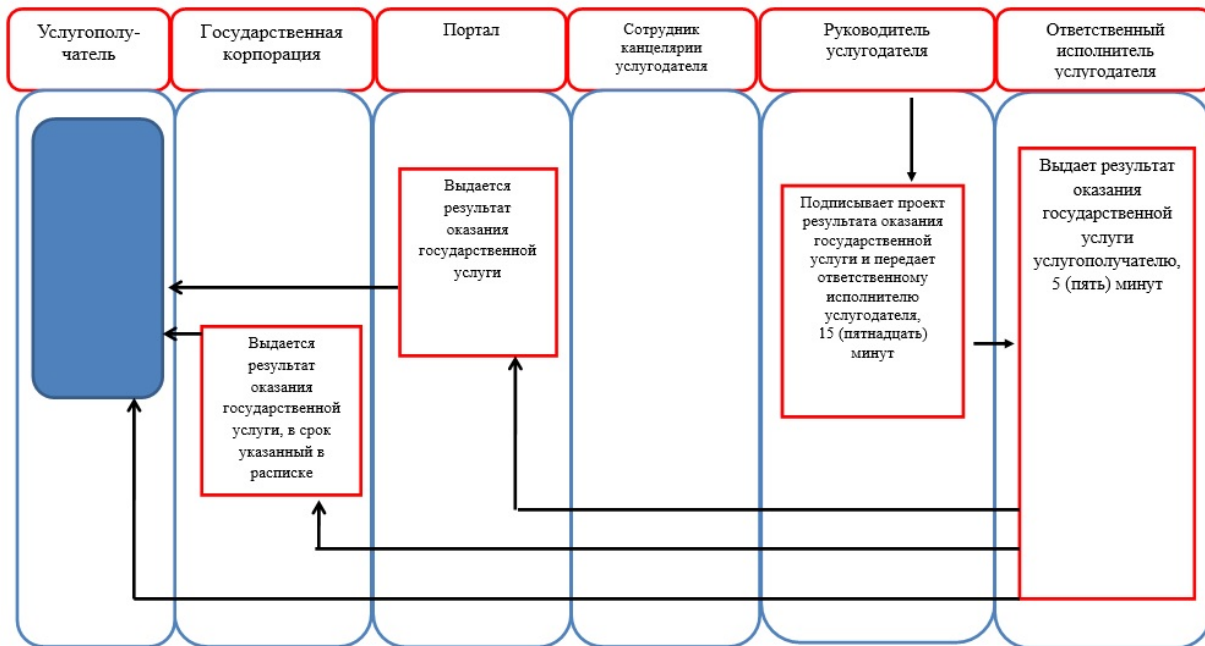 Услугополу-
чатель
Государственная
корпорация
Портал
Сотрудник
канцелярии
услугодателя
Руководитель
услугодателя
Ответственный
исполнитель
услугодателя
Выдается
результат
оказания
государственной
услуги
Выдается
результат
оказания
государственной
услуги, в срок
указанный в
расписке
Подписывает проект
результата оказания
государственной
услуги и передает
ответственному
исполнителю
услугодателя,
15 (пятнадцать)
минут
Выдает результат
оказания
государственной
услуги
услугополучателю,
5 (пять) минут